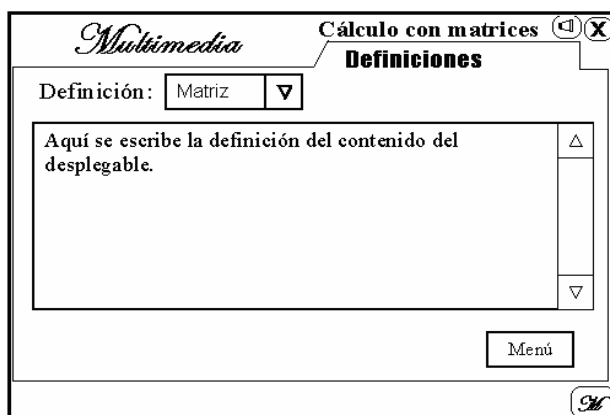 Multimedia
Cálculo con matrices
X
Definiciones
Definición: Matriz
Aquí se escribe la definición del contenido del
desplegable.
Menú
M